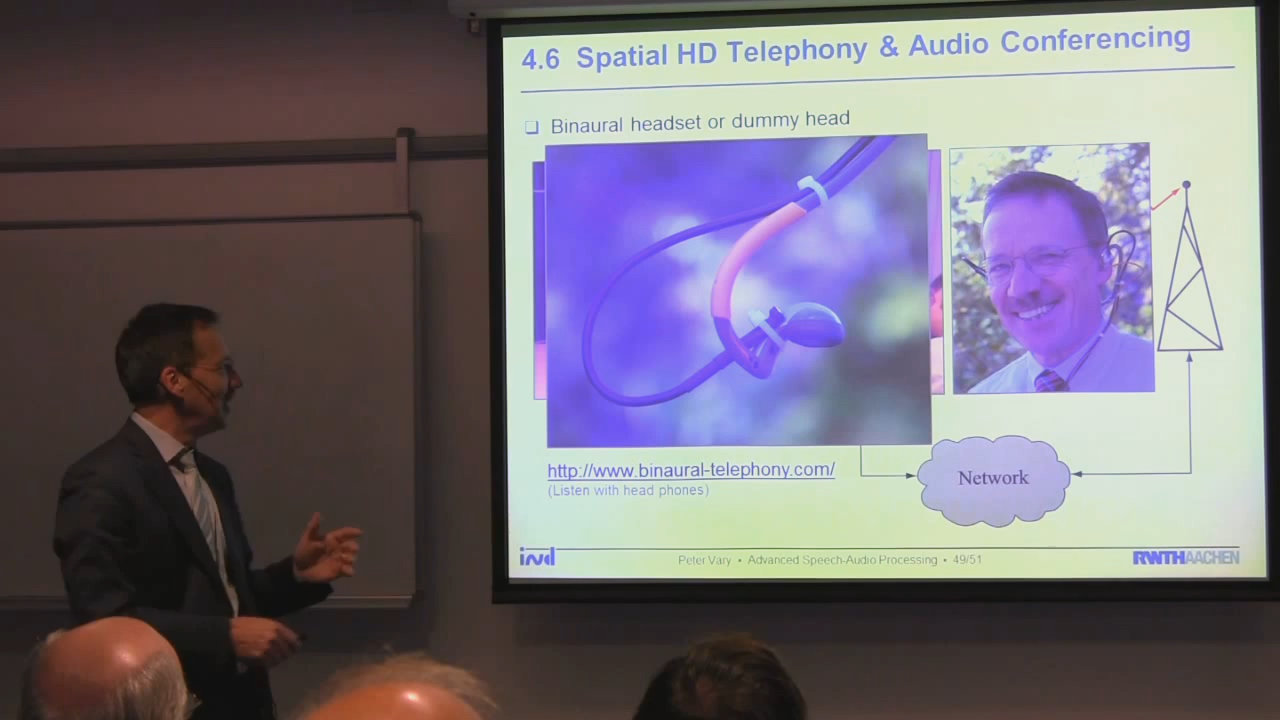 4.6 Spatial HD Telephony & Audio Conferencing
❑ Binaural headset or dummy head
http://www.binaural-telephony.com/
(Listen with head phones)
Network
ind
Peter Vary • Advanced Speech-Audio Processing • 49/51
RWTHAACHEN